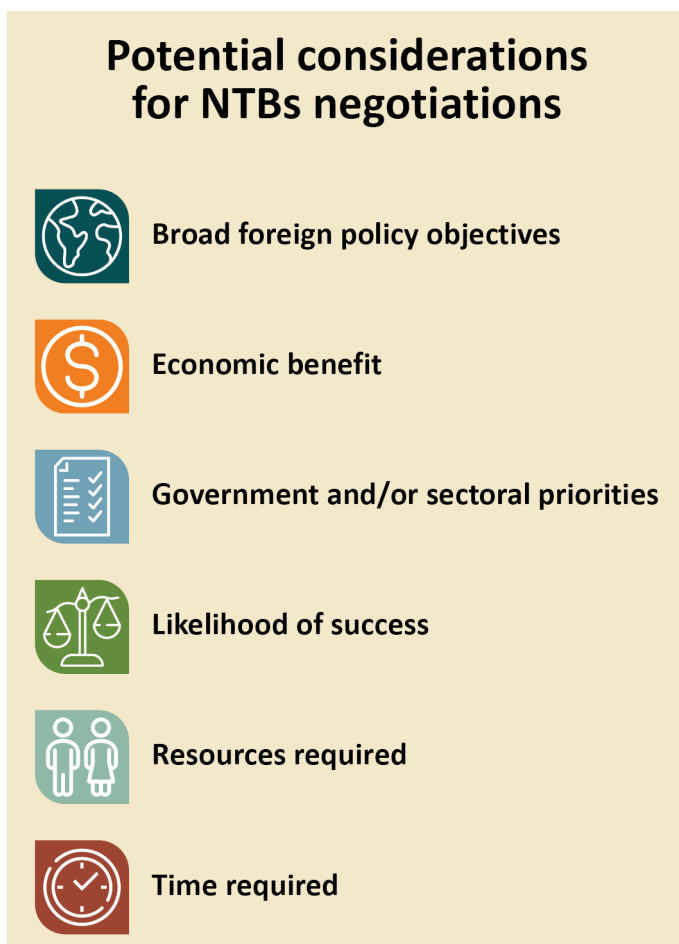 Potential considerations
for NTBs negotiations
Broad foreign policy objectives
Economic benefit
Government and/or sectoral priorities
Likelihood of success
Resources required
Time required